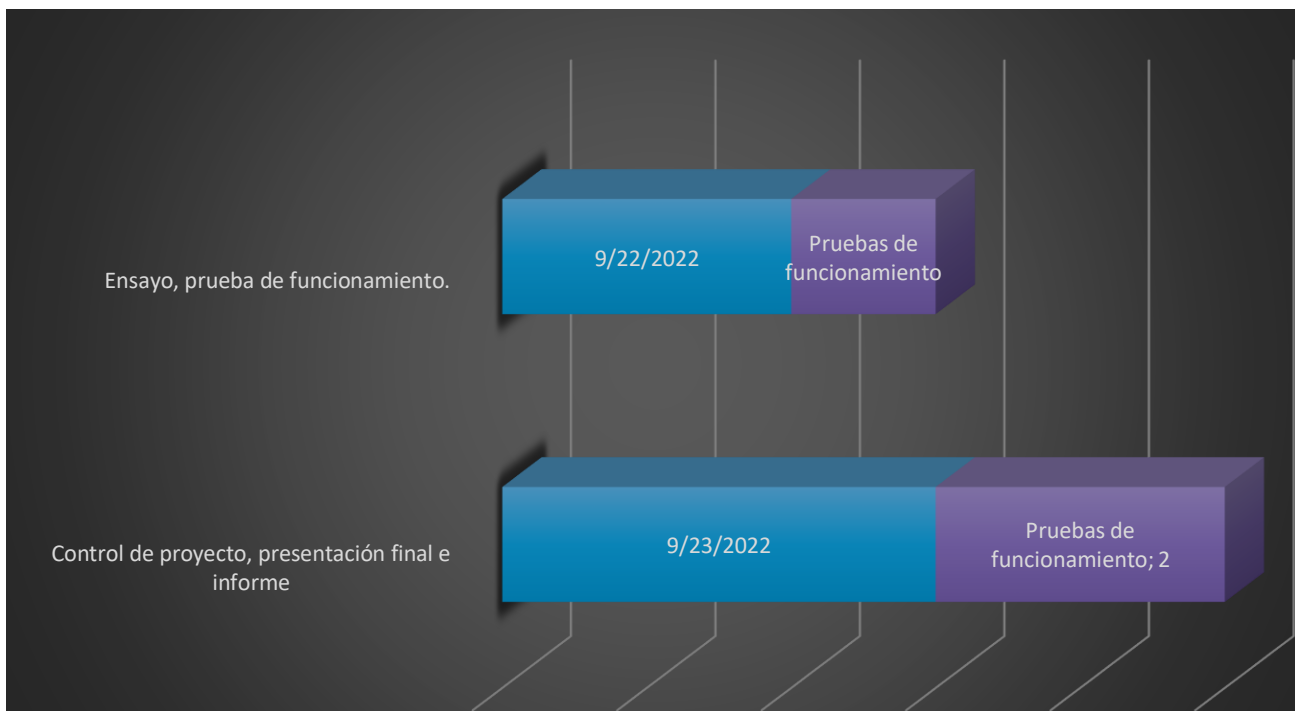 Ensayo, prueba de funcionamiento.
9/22/2022
Pruebas de
funcionamiento
Control de proyecto, presentación final e
informe
9/23/2022
Pruebas de
funcionamiento; 2